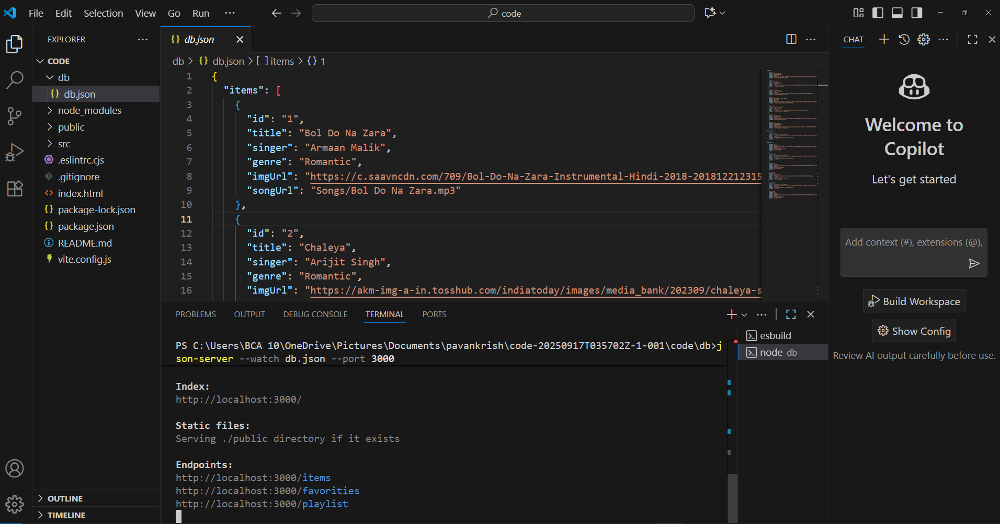 File Edit Selection View Go Run ··· code
EXPLORER ···
CODE
db
{} db.json
node_modules
public
src
.eslintrc.cjs
.gitignore
<> index.html
{} package-lock.json
{} package.json
README.md
vite.config.js
OUTLINE
TIMELINE
{} db.json
db > {} db.json > [ ] items > {} 1
1 {
2 "items": [
3 {
4 "id": "1",
5 "title": "Bol Do Na Zara",
6 "singer": "Armaan Malik",
7 "genre": "Romantic",
8 "imgUrl": "https://c.saavncdn.com/709/Bol-Do-Na-Zara-Instrumental-Hindi-2018-201812212315
9 "songUrl": "Songs/Bol Do Na Zara.mp3"
10 },
11 {
12 "id": "2",
13 "title": "Chaleya",
14 "singer": "Arijit Singh",
15 "genre": "Romantic",
16 "imgUrl": "https://akm-img-a-in.tosshub.com/indiatoday/images/media_bank/202309/chaleya-s
PROBLEMS OUTPUT DEBUG CONSOLE TERMINAL PORTS
PS C:\Users\BCA 10\OneDrive\Pictures\Documents\pavankrish\code-20250917T035702Z-1-001\code\db>j
son-server --watch db.json --port 3000
Index:
http://localhost:3000/
Static files:
Serving ./public directory if it exists
Endpoints:
http://localhost:3000/items
http://localhost:3000/favorities
http://localhost:3000/playlist
esbuild
node db
CHAT
Welcome to
Copilot
Let's get started
Add context (#), extensions (@),
Build Workspace
Show Config
Review AI output carefully before use.